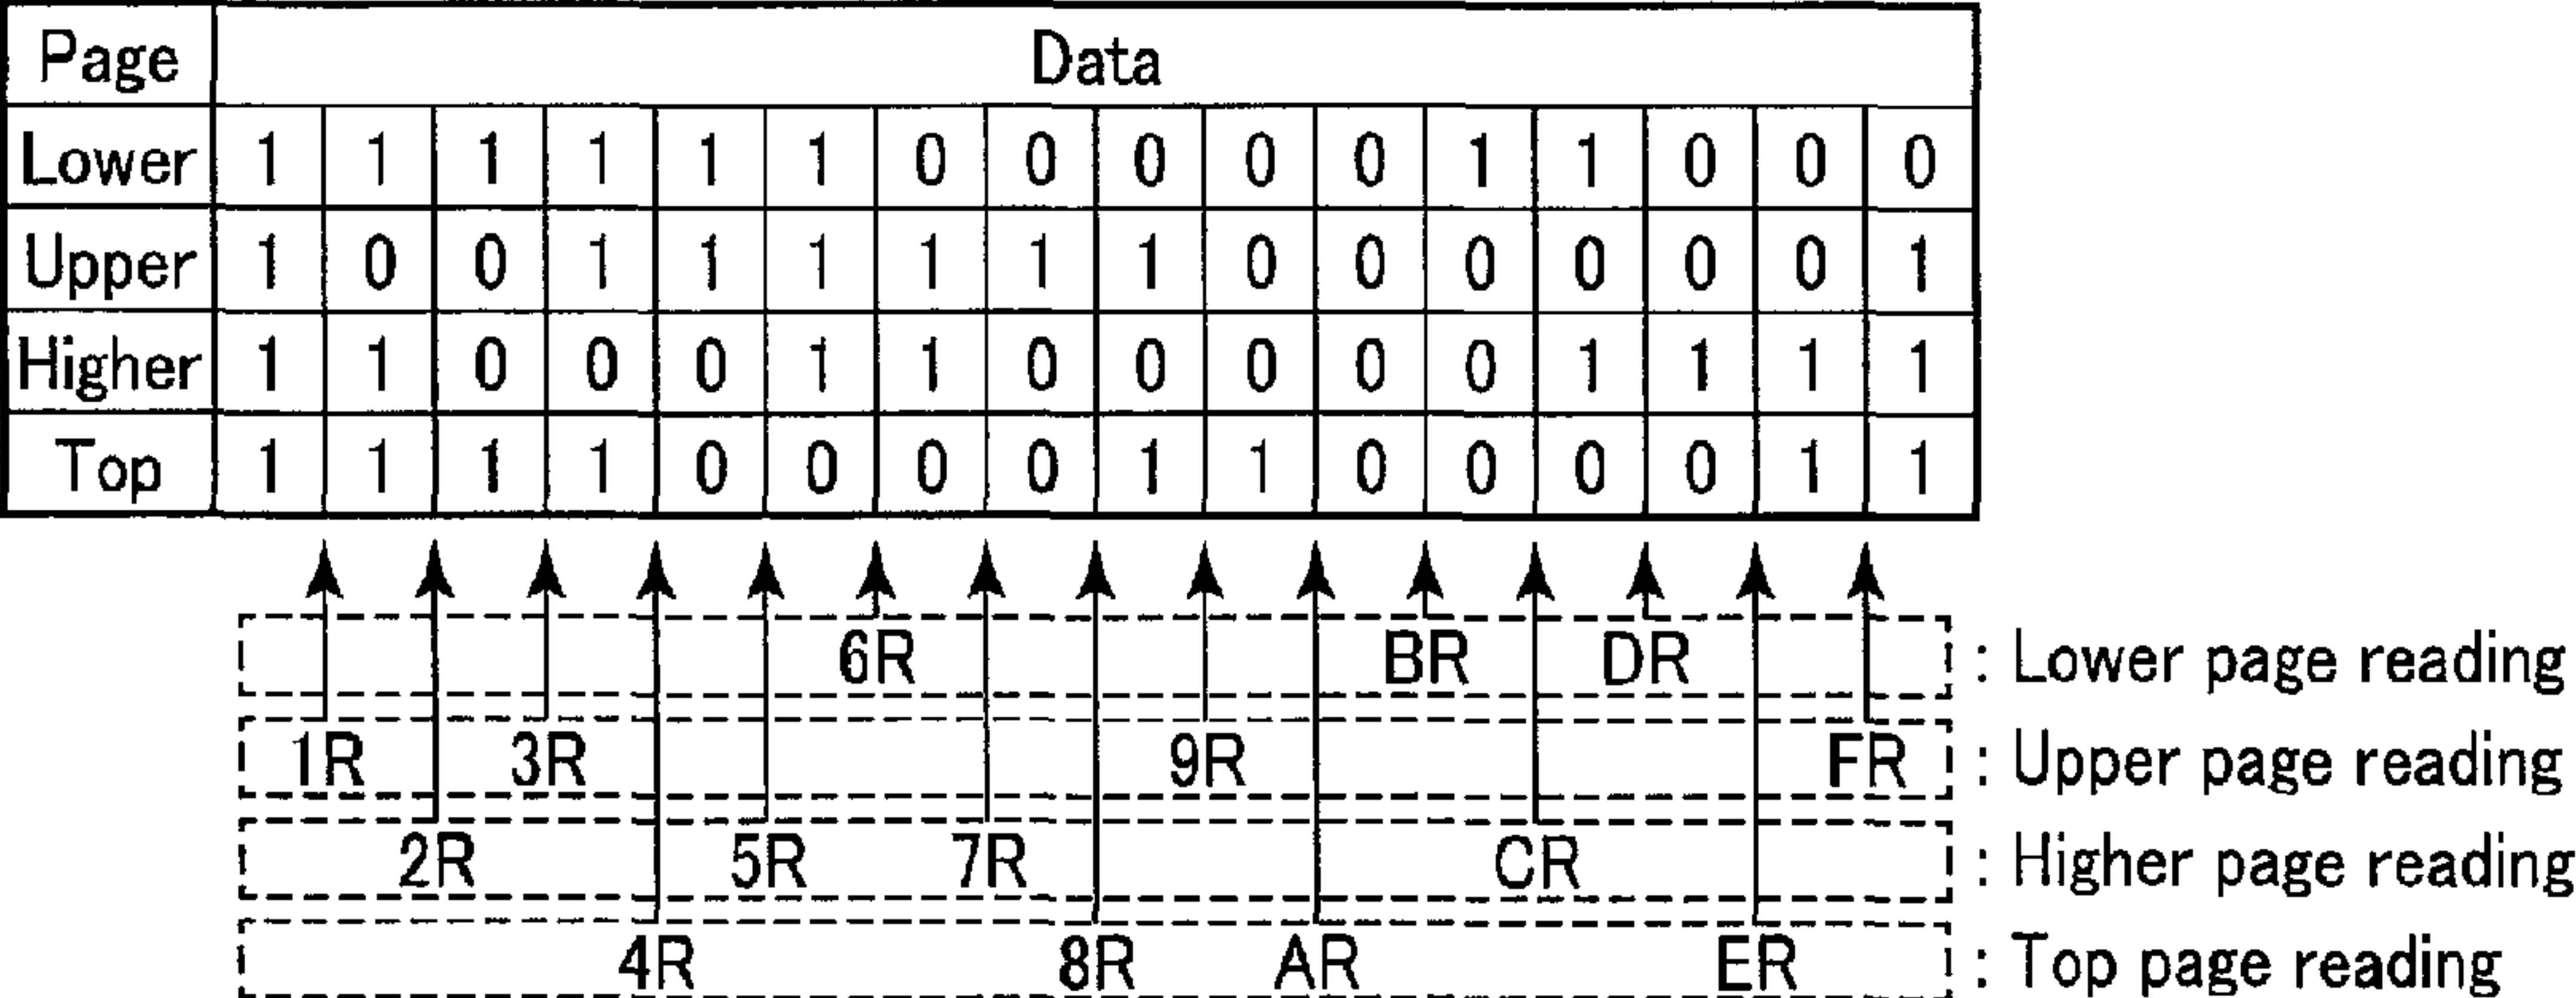 Page Data
Lower 1 1 1 1 1 1 0 0 0 0 0 1 1 0 0 0
Upper 1 0 0 1 1 1 1 1 1 0 0 0 0 0 0 1
Higher 1 1 0 0 0 1 1 0 0 0 0 0 1 1 1 1
Top 1 1 1 1 0 0 0 0 1 1 0 0 0 0 1 1
6R BR DR : Lower page reading
1R 3R 9R FR : Upper page reading
2R 5R 7R CR : Higher page reading
4R 8R AR ER : Top page reading